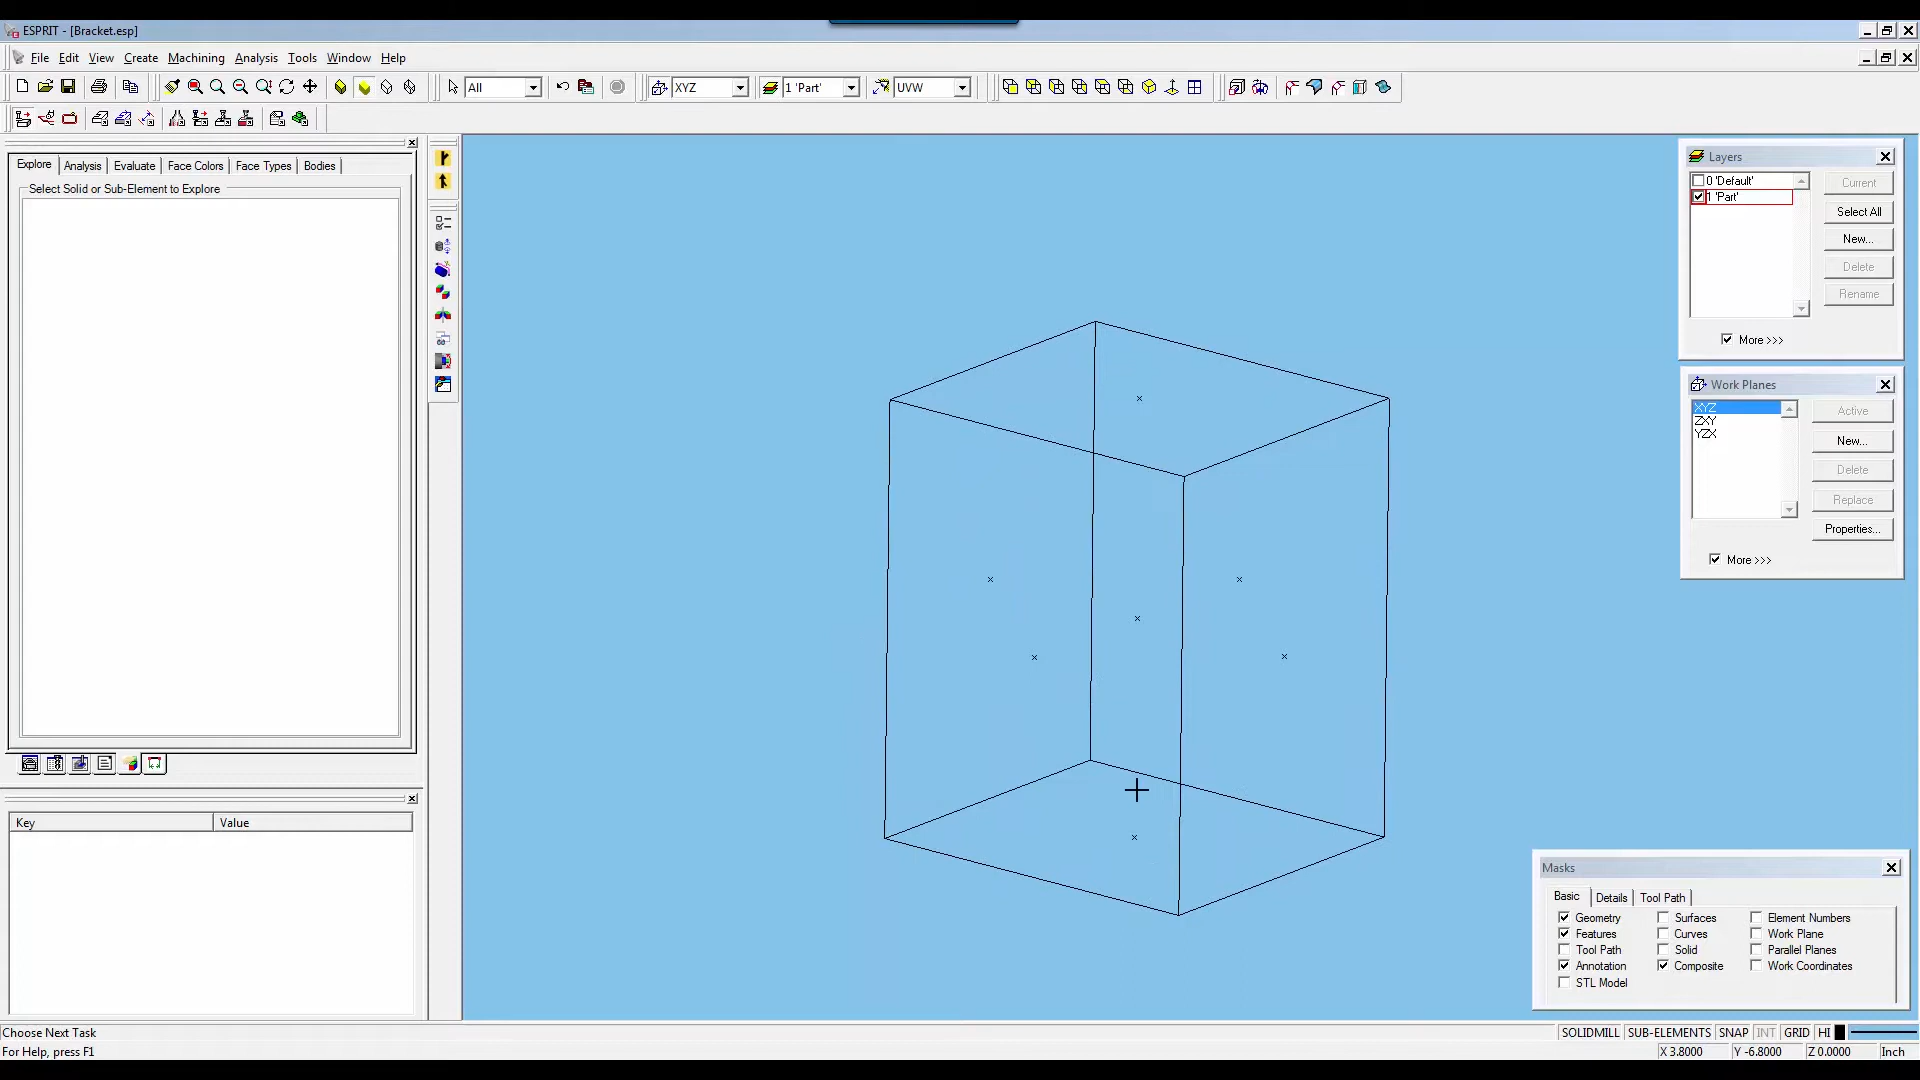 ESPRIT - [Bracket.esp]
File Edit View Create Machining Analysis Tools Window Help
All XYZ 1 'Part' UVW
Explore Analysis Evaluate Face Colors Face Types Bodies
Select Solid or Sub-Element to Explore
Key Value
Layers
0 'Default'
1 'Part'
Current
Select All
New...
Delete
Rename
More >>>
Work Planes
XYZ
ZXY
YZX
Active
New...
Delete
Replace
Properties...
More >>>
Masks
Basic Details Tool Path
Geometry Surfaces Element Numbers
Features Curves Work Plane
Tool Path Solid Parallel Planes
Annotation Composite Work Coordinates
STL Model
Choose Next Task
SOLIDMILL SUB-ELEMENTS SNAP INT GRID HI
For Help, press F1
X 3.8000 Y -6.8000 Z 0.0000 Inch